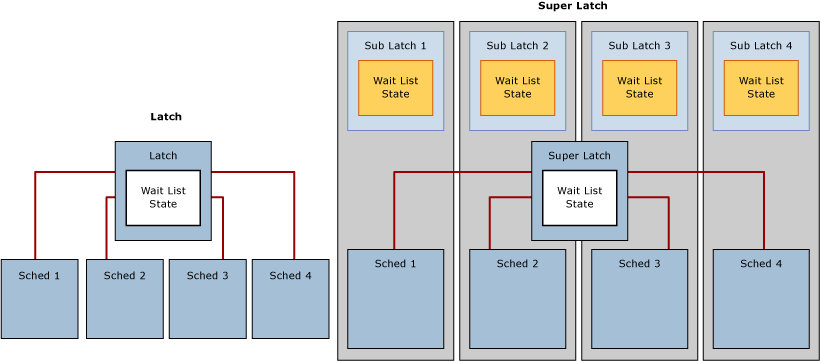 Super Latch
Sub Latch 1
Sub Latch 2
Sub Latch 3
Sub Latch 4
Wait List
State
Wait List
State
Wait List
State
Wait List
State
Latch
Latch
Wait List
State
Super Latch
Wait List
State
Sched 1
Sched 2
Sched 3
Sched 4
Sched 1
Sched 2
Sched 3
Sched 4